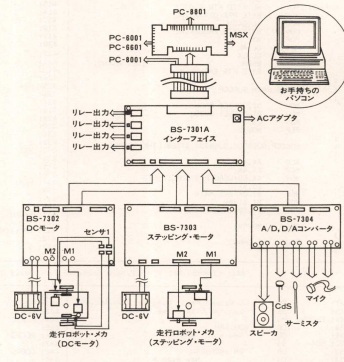 PC-8801
PC-6001
PC-6601
MSX
PC-8001
お手持ちの
パソコン
リレー出力
リレー出力
リレー出力
リレー出力
ACアダプタ
BS-7301A
インターフェイス
BS-7302
DCモータ
センサ1
M2
M1
BS-7303
ステッピング・モータ
M2
M1
BS-7304
A/D, D/Aコンバータ
DC-6V
走行ロボット・メカ
(DCモータ)
DC-6V
走行ロボット・メカ
(ステッピング・モータ)
スピーカ
CdS
サーミスタ
マイク